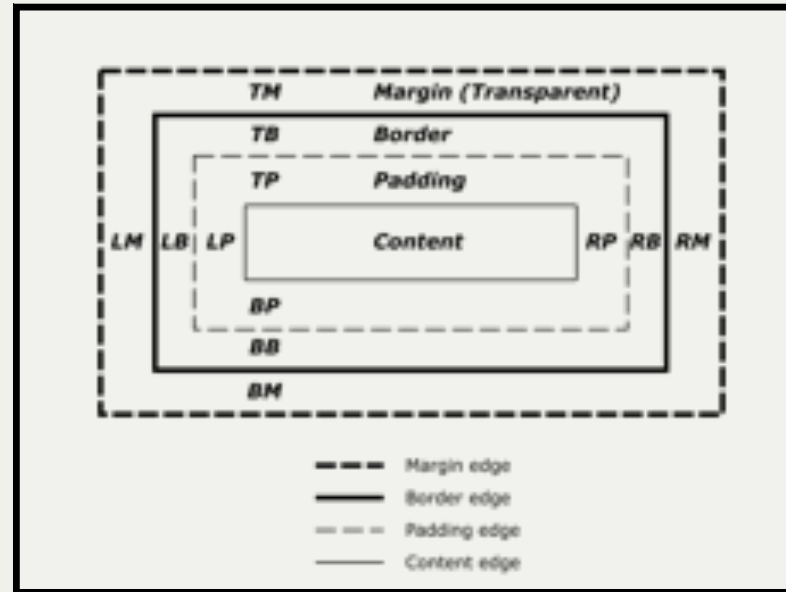 TM Margin (Transparent)
TB Border
TP Padding
LM LB LP Content RP RB RM
BP
BB
BM
Margin edge
Border edge
Padding edge
Content edge